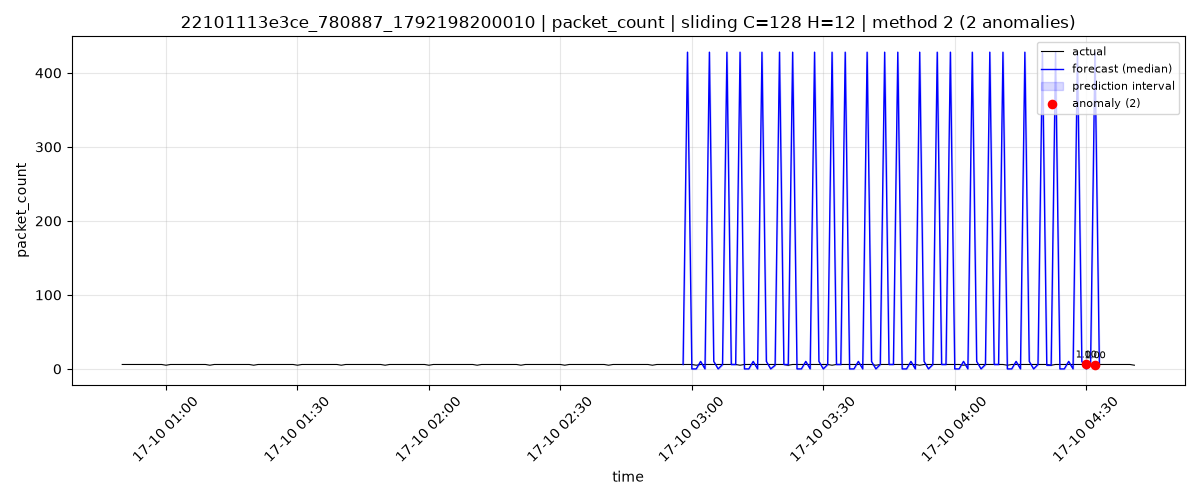 22101113e3ce_780887_1792198200010 | packet_count | sliding C=128 H=12 | method 2 (2 anomalies)
actual
forecast (median)
prediction interval
anomaly (2)
packet_count
400
300
200
100
0
17-10 01:00
17-10 01:30
17-10 02:00
17-10 02:30
17-10 03:00
17-10 03:30
17-10 04:00
17-10 04:30
time